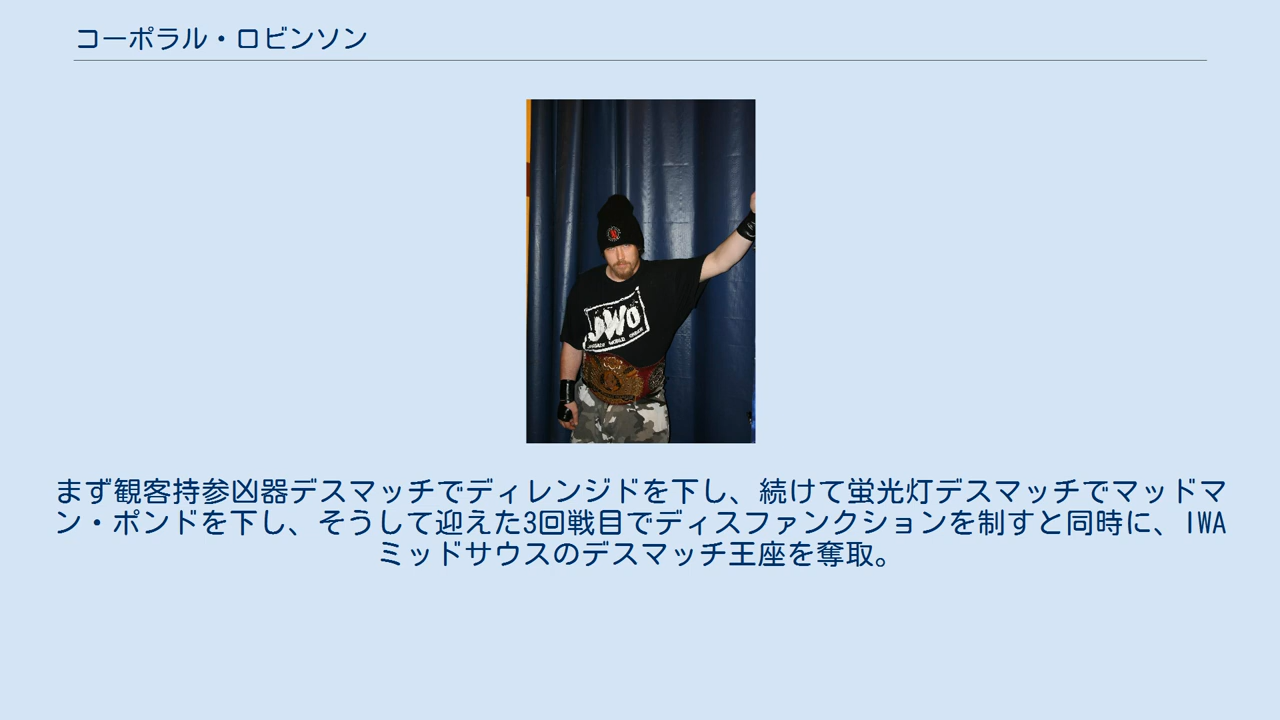 コーポラル・ロビンソン
JWO
まず観客持参凶器デスマッチでディレンジドを下し、続けて蛍光灯デスマッチでマッドマ
ン・ポンドを下し、そうして迎えた3回戦目でディスファンクションを制すと同時に、IWA
ミッドサウスのデスマッチ王座を奪取。